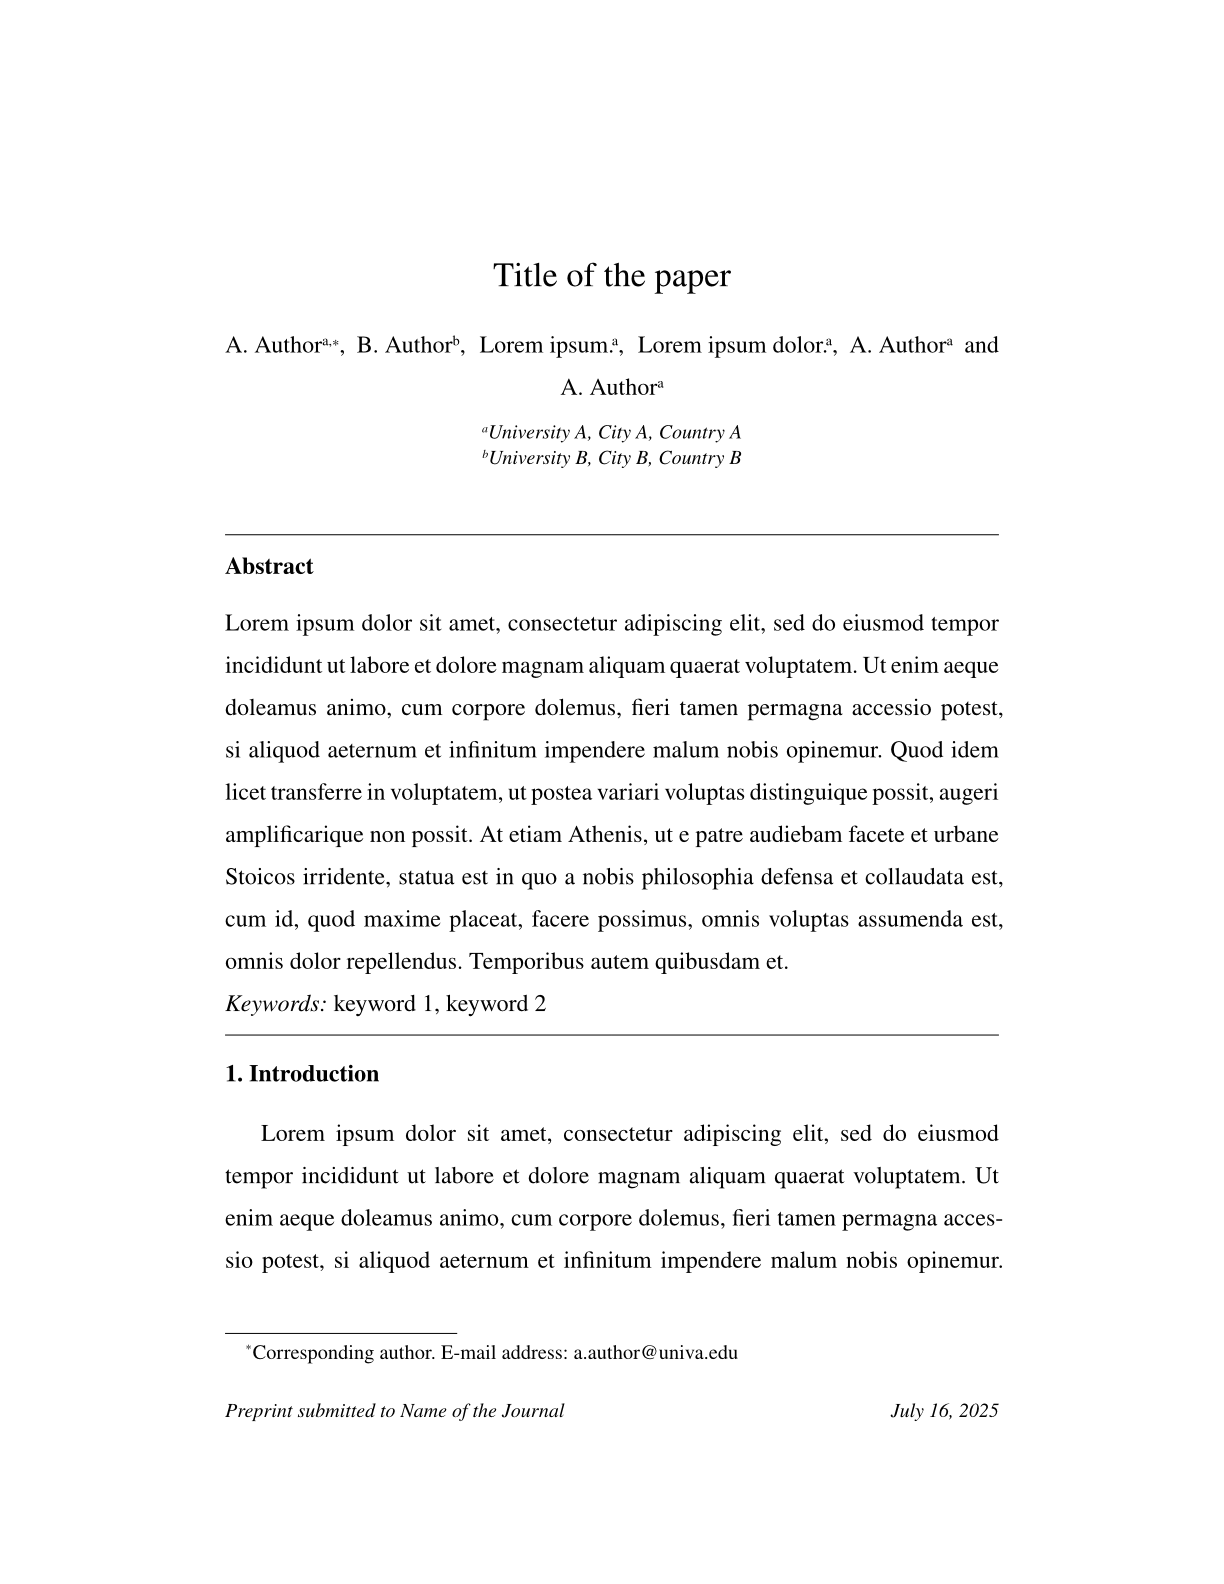 Title of the paper
A. Authorᵃ,*, B. Authorᵇ, Lorem ipsum.ᵃ, Lorem ipsum dolor.ᵃ, A. Authorᵃ and
A. Authorᵃ
ᵃUniversity A, City A, Country A
ᵇUniversity B, City B, Country B
Abstract
Lorem ipsum dolor sit amet, consectetur adipiscing elit, sed do eiusmod tempor
incididunt ut labore et dolore magnam aliquam quaerat voluptatem. Ut enim aeque
doleamus animo, cum corpore dolemus, fieri tamen permagna accessio potest,
si aliquod aeternum et infinitum impendere malum nobis opinemur. Quod idem
licet transferre in voluptatem, ut postea variari voluptas distinguique possit, augeri
amplificarique non possit. At etiam Athenis, ut e patre audiebam facete et urbane
Stoicos irridente, statua est in quo a nobis philosophia defensa et collaudata est,
cum id, quod maxime placeat, facere possimus, omnis voluptas assumenda est,
omnis dolor repellendus. Temporibus autem quibusdam et.
Keywords: keyword 1, keyword 2
1. Introduction
Lorem ipsum dolor sit amet, consectetur adipiscing elit, sed do eiusmod
tempor incididunt ut labore et dolore magnam aliquam quaerat voluptatem. Ut
enim aeque doleamus animo, cum corpore dolemus, fieri tamen permagna acces-
sio potest, si aliquod aeternum et infinitum impendere malum nobis opinemur.
*Corresponding author. E-mail address: a.author@univa.edu
Preprint submitted to Name of the Journal July 16, 2025